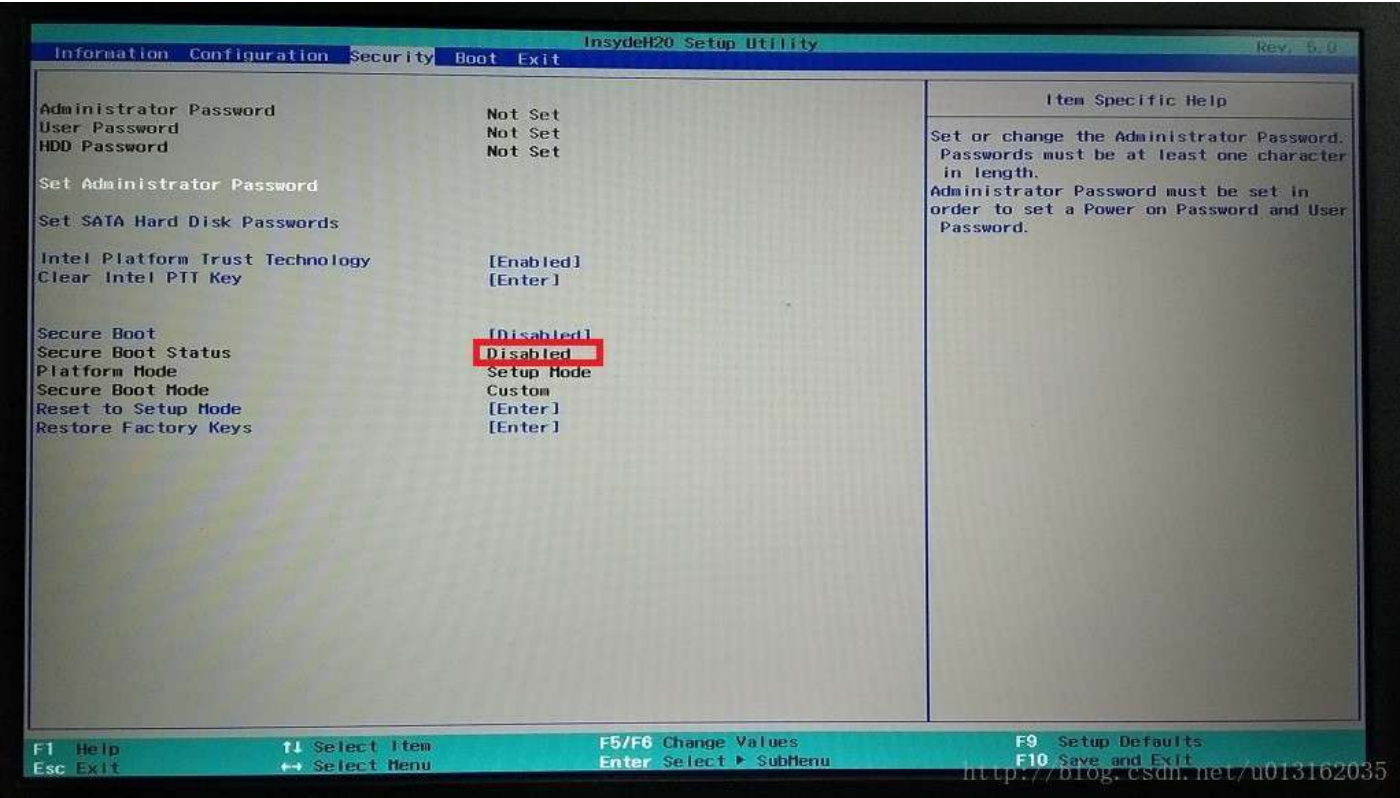 InsydeH20 Setup Utility Rev. 5.0
Information Configuration Security Boot Exit
Administrator Password Not Set
User Password Not Set
HDD Password Not Set
Set Administrator Password
Set SATA Hard Disk Passwords
Intel Platform Trust Technology [Enabled]
Clear Intel PTT Key [Enter]
Secure Boot [Disabled]
Secure Boot Status Disabled
Platform Mode Setup Mode
Secure Boot Mode Custom
Reset to Setup Mode [Enter]
Restore Factory Keys [Enter]
Item Specific Help
Set or change the Administrator Password.
Passwords must be at least one character
in length.
Administrator Password must be set in
order to set a Power on Password and User
Password.
F1 Help ↑↓ Select Item F5/F6 Change Values F9 Setup Defaults
Esc Exit ↔ Select Menu Enter Select ▶ SubMenu F10 Save and Exit
http://blog.csdn.net/u013162035